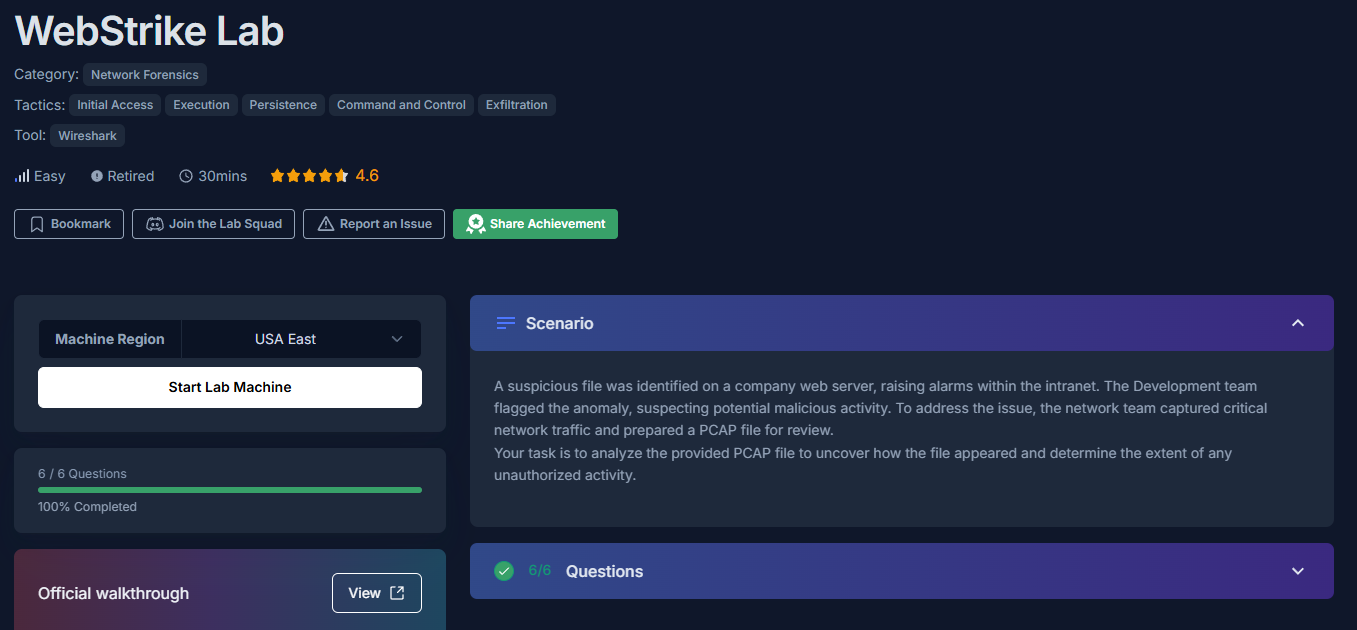 WebStrike Lab
Category: Network Forensics
Tactics: Initial Access Execution Persistence Command and Control Exfiltration
Tool: Wireshark
Easy Retired 30mins 4.6
Bookmark Join the Lab Squad Report an Issue Share Achievement
Machine Region USA East
Start Lab Machine
6 / 6 Questions
100% Completed
Official walkthrough View
Scenario
A suspicious file was identified on a company web server, raising alarms within the intranet. The Development team
flagged the anomaly, suspecting potential malicious activity. To address the issue, the network team captured critical
network traffic and prepared a PCAP file for review.
Your task is to analyze the provided PCAP file to uncover how the file appeared and determine the extent of any
unauthorized activity.
6/6 Questions